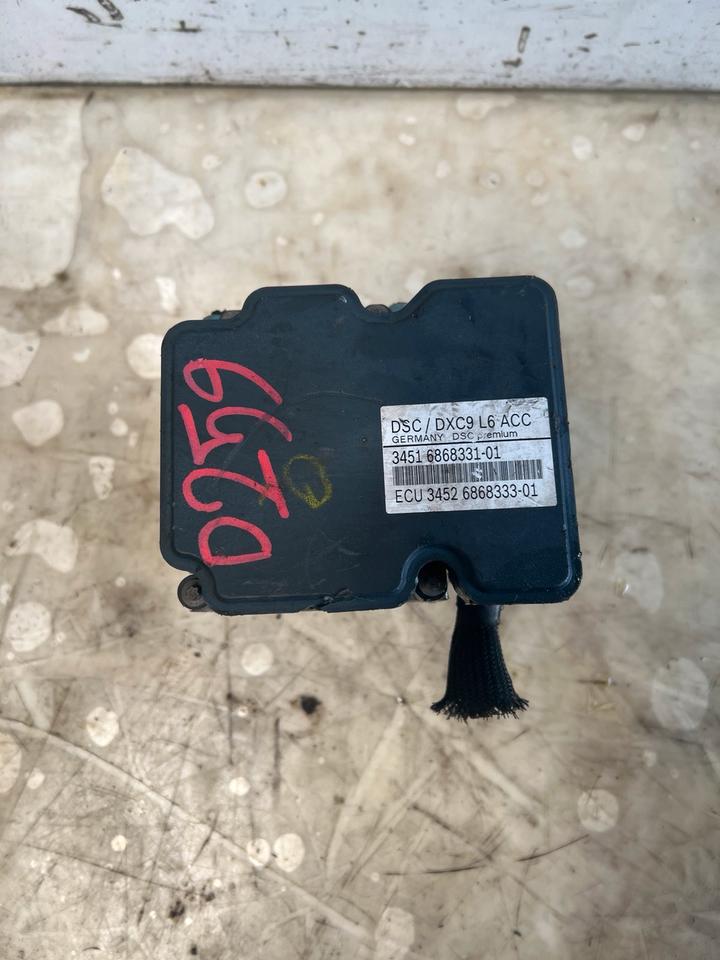 D259
DSC / DXC9 L6 ACC
GERMANY DSC premium
3451 6868331-01
ECU 3452 6868333-01